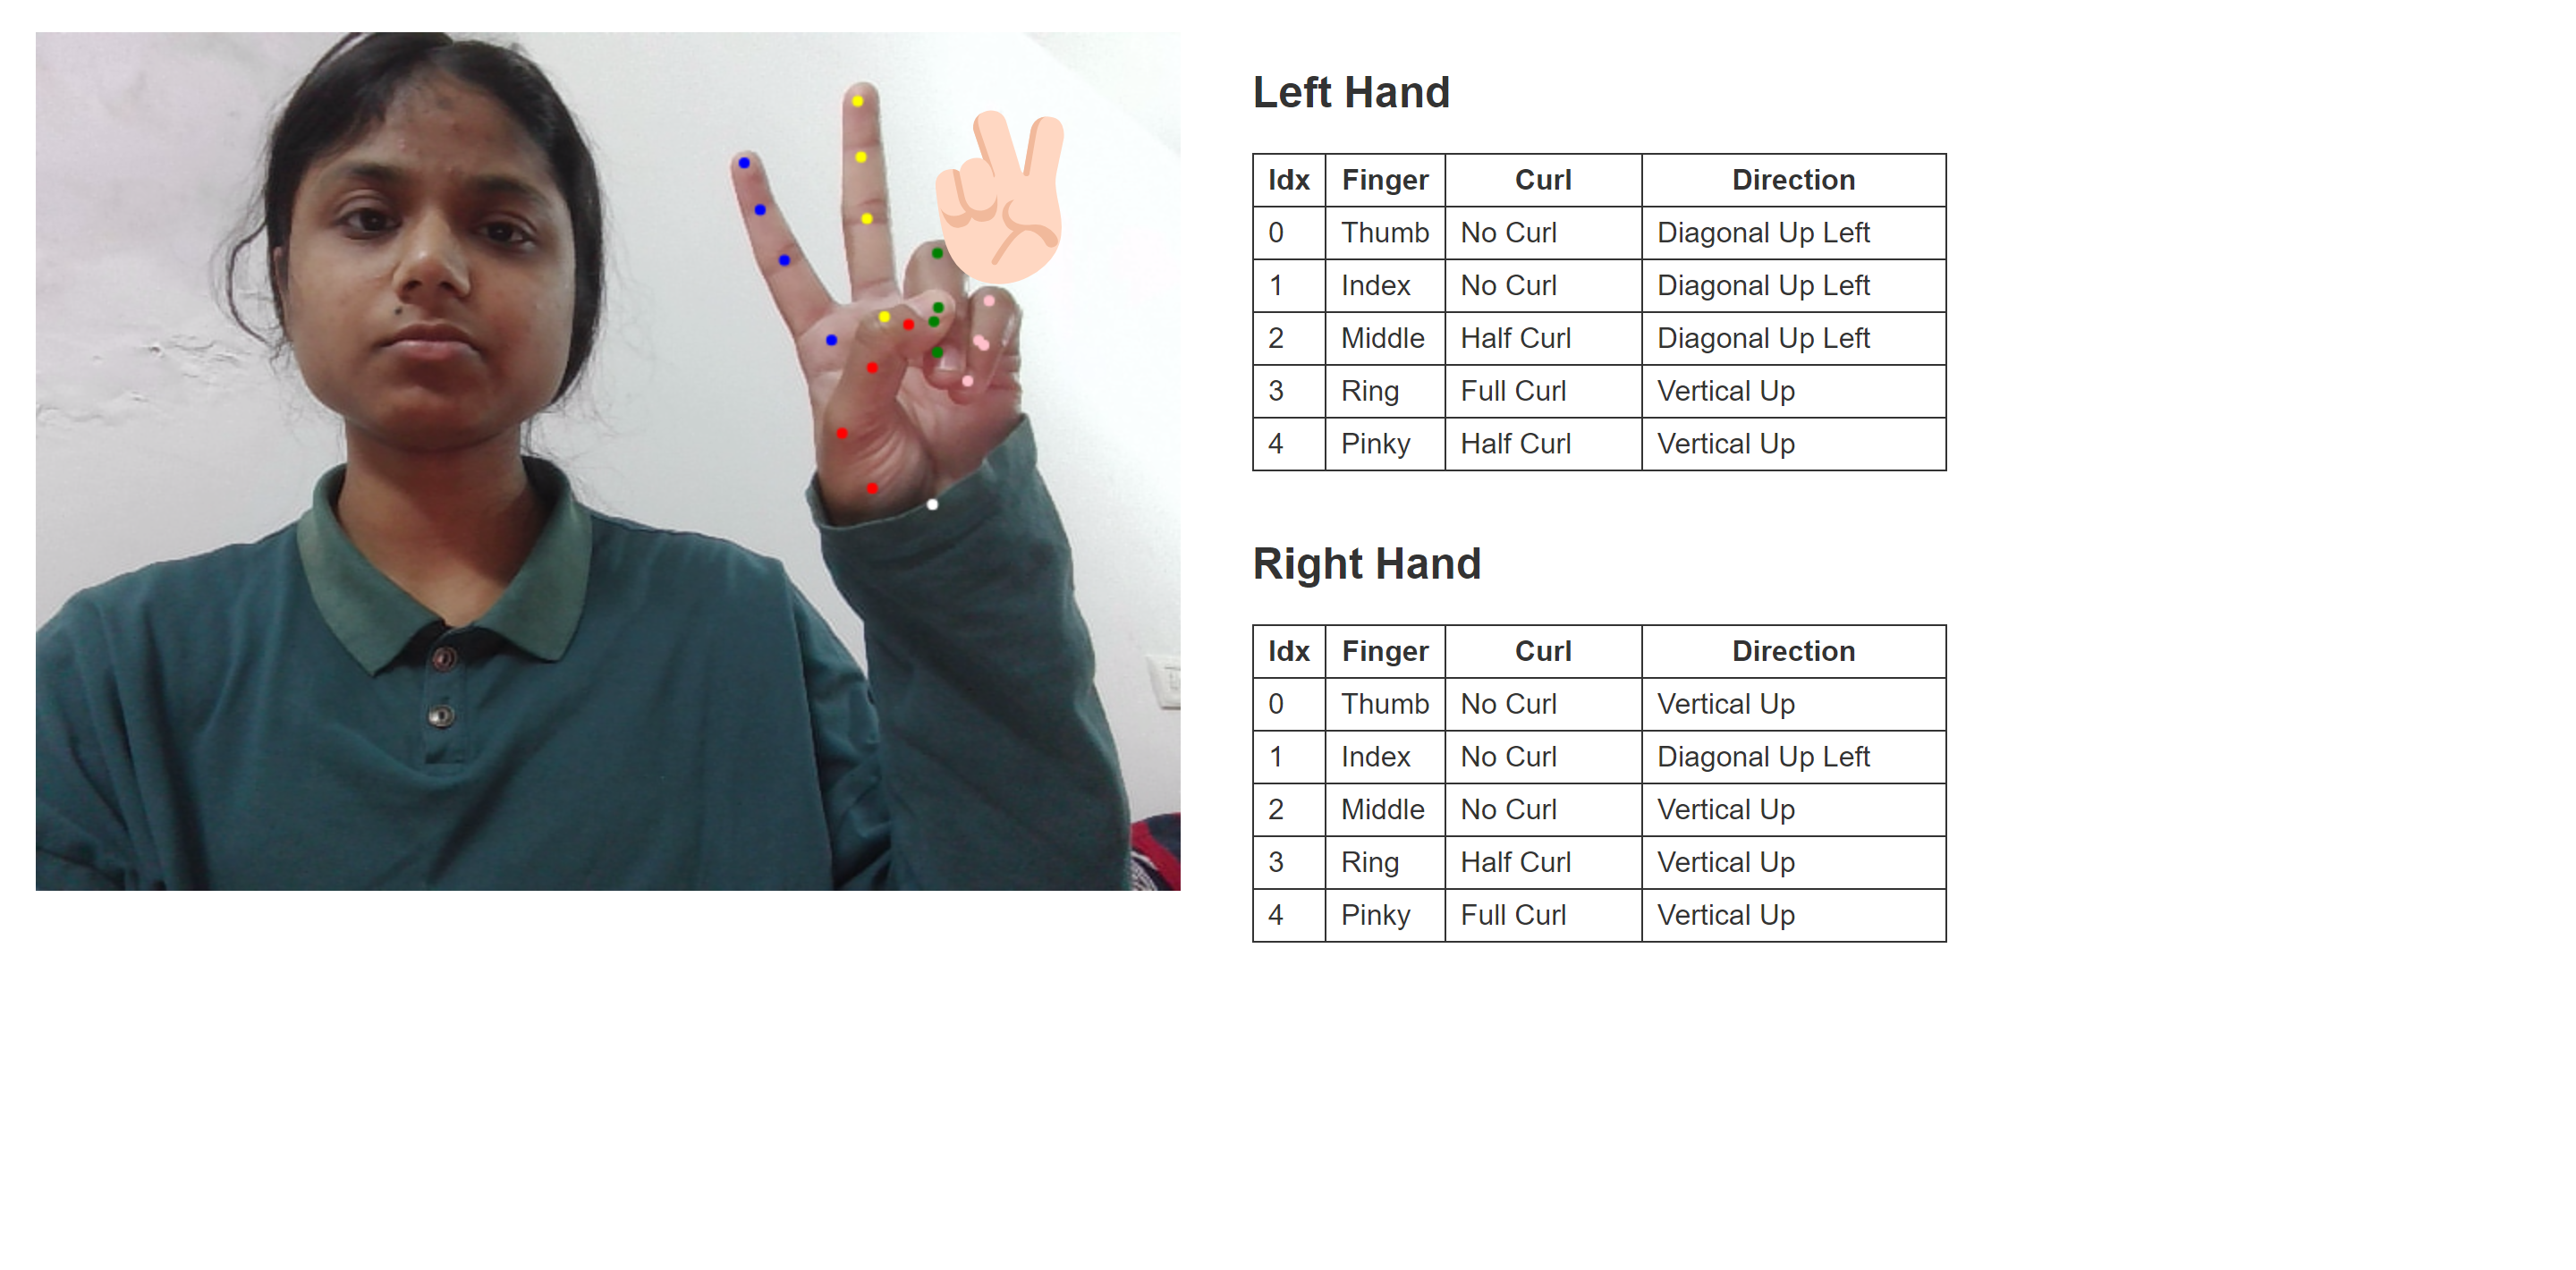 Left Hand
Idx Finger Curl Direction
0 Thumb No Curl Diagonal Up Left
1 Index No Curl Diagonal Up Left
2 Middle Half Curl Diagonal Up Left
3 Ring Full Curl Vertical Up
4 Pinky Half Curl Vertical Up
Right Hand
Idx Finger Curl Direction
0 Thumb No Curl Vertical Up
1 Index No Curl Diagonal Up Left
2 Middle No Curl Vertical Up
3 Ring Half Curl Vertical Up
4 Pinky Full Curl Vertical Up